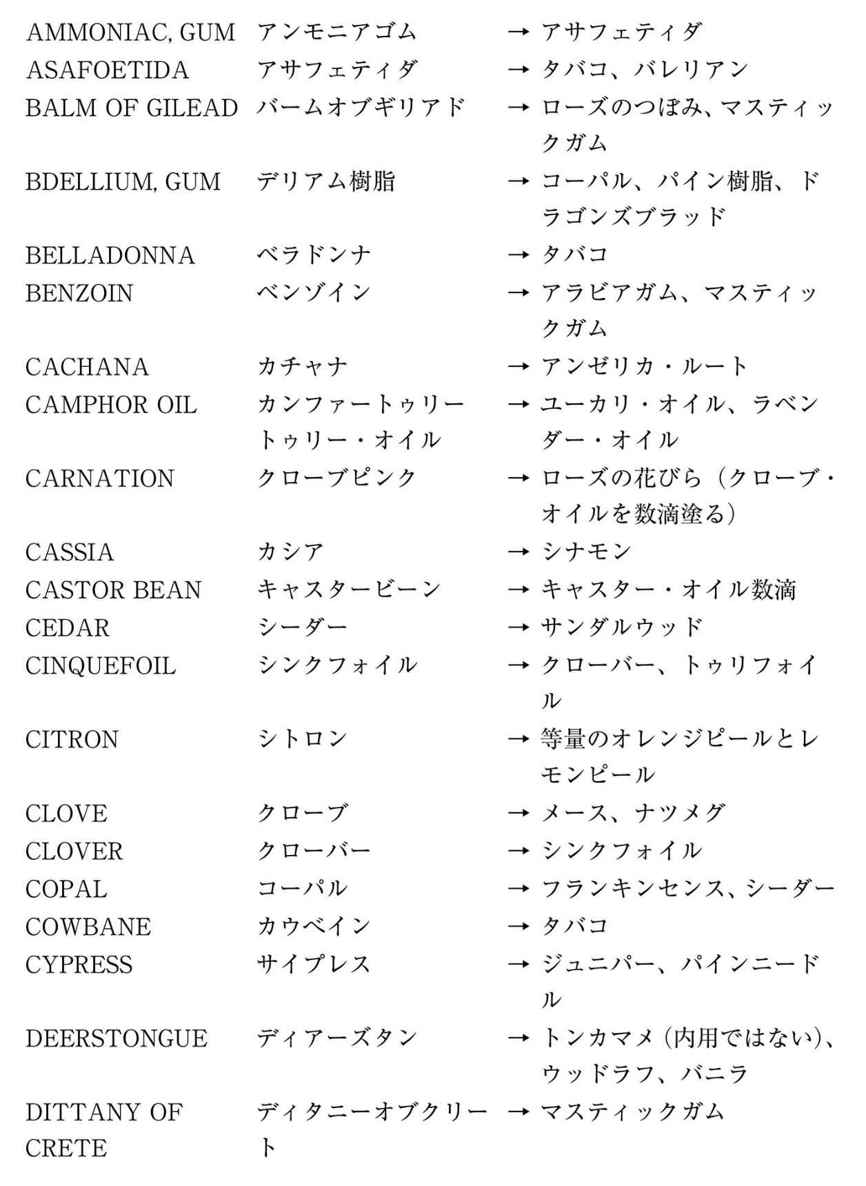 AMMONIAC, GUM アンモニアゴム → アサフェティダ
ASAFOETIDA アサフェティダ → タバコ、バレリアン
BALM OF GILEAD バームオブギリアド → ローズのつぼみ、マスティッ
クガム
BDELLIUM, GUM デリアム樹脂 → コーパル、パイン樹脂、ド
ラゴンズブラッド
BELLADONNA ベラドンナ → タバコ
BENZOIN ベンゾイン → アラビアガム、マスティッ
クガム
CACHANA カチャナ → アンゼリカ・ルート
CAMPHOR OIL カンファートゥリー → ユーカリ・オイル、ラベン
トゥリー・オイル ダー・オイル
CARNATION クローブピンク → ローズの花びら（クローブ・
オイルを数滴塗る）
CASSIA カシア → シナモン
CASTOR BEAN キャスタービーン → キャスター・オイル数滴
CEDAR シーダー → サンダルウッド
CINQUEFOIL シンクフォイル → クローバー、トゥリフォイ
ル
CITRON シトロン → 等量のオレンジピールとレ
モンピール
CLOVE クローブ → メース、ナツメグ
CLOVER クローバー → シンクフォイル
COPAL コーパル → フランキンセンス、シーダー
COWBANE カウベイン → タバコ
CYPRESS サイプレス → ジュニパー、パインニード
ル
DEERSTONGUE ディアーズタン → トンカマメ（内用ではない）、
ウッドラフ、バニラ
DITTANY OF ディタニーオブクリー → マスティックガム
CRETE ト